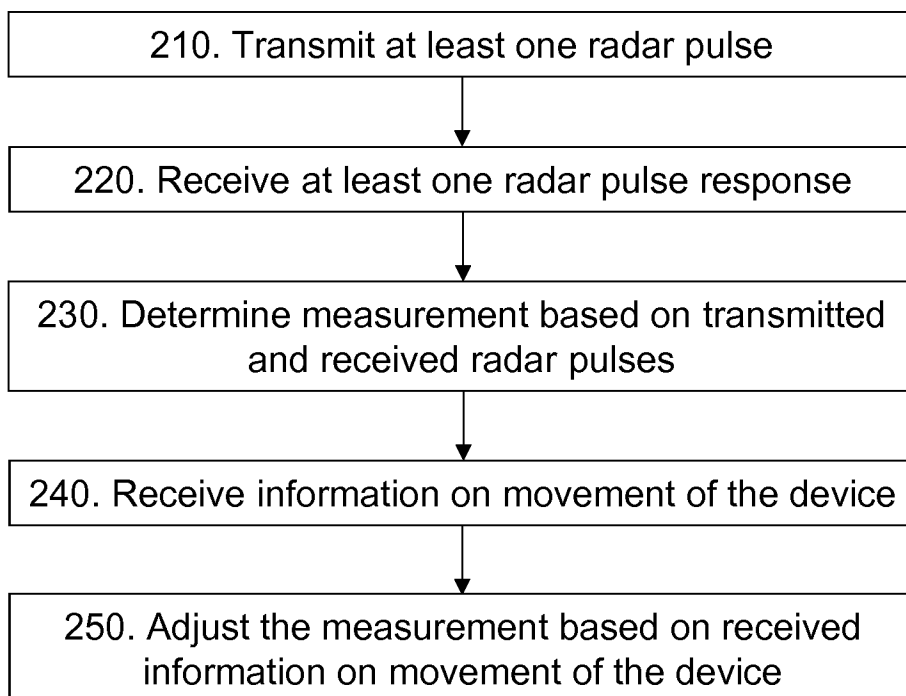 210. Transmit at least one radar pulse
220. Receive at least one radar pulse response
230. Determine measurement based on transmitted
and received radar pulses
240. Receive information on movement of the device
250. Adjust the measurement based on received
information on movement of the device